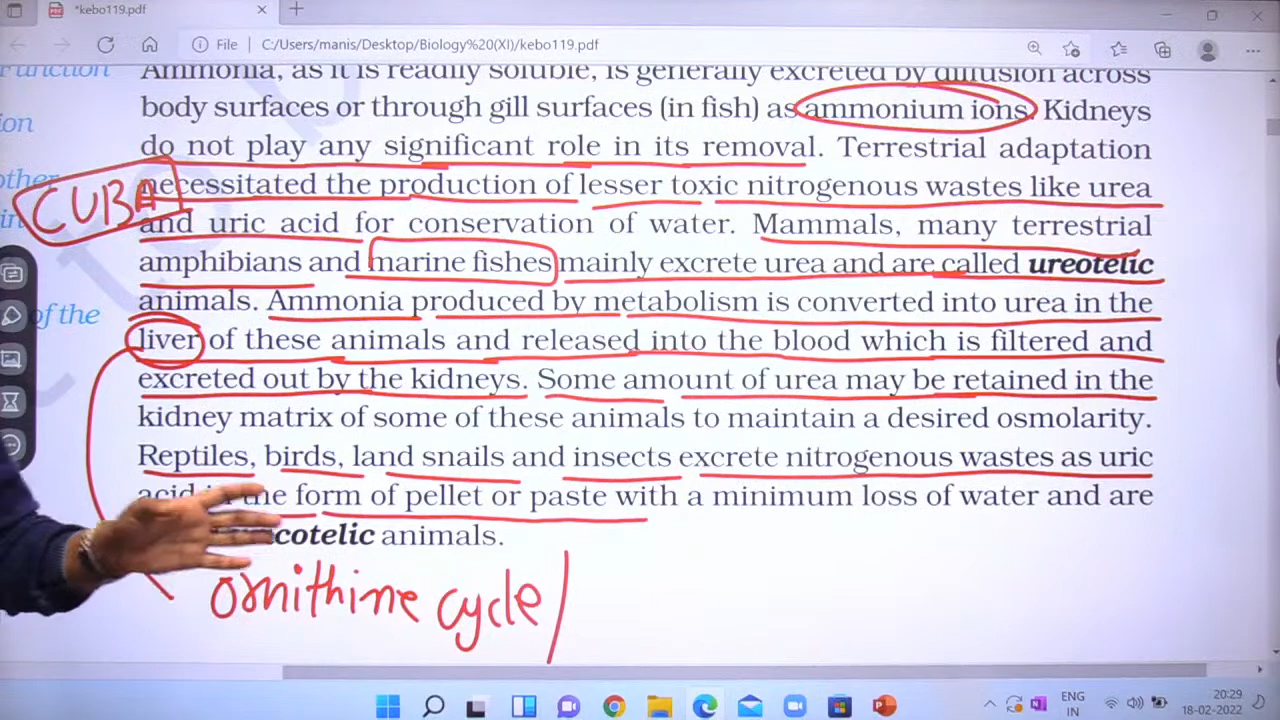 *kebo119.pdf
File C:/Users/manis/Desktop/Biology%20(XI)/kebo119.pdf
Function
Ammonia, as it is readily soluble, is generally excreted by diffusion across
body surfaces or through gill surfaces (in fish) as ammonium ions. Kidneys
ion
do not play any significant role in its removal. Terrestrial adaptation
other
necessitated the production of lesser toxic nitrogenous wastes like urea
CUBA
in
and uric acid for conservation of water. Mammals, many terrestrial
amphibians and marine fishes mainly excrete urea and are called ureotelic
animals. Ammonia produced by metabolism is converted into urea in the
of the
liver of these animals and released into the blood which is filtered and
excreted out by the kidneys. Some amount of urea may be retained in the
kidney matrix of some of these animals to maintain a desired osmolarity.
Reptiles, birds, land snails and insects excrete nitrogenous wastes as uric
acid in the form of pellet or paste with a minimum loss of water and are
cotelic animals.
ornithine cycle/
ENG
IN
20:29
18-02-2022